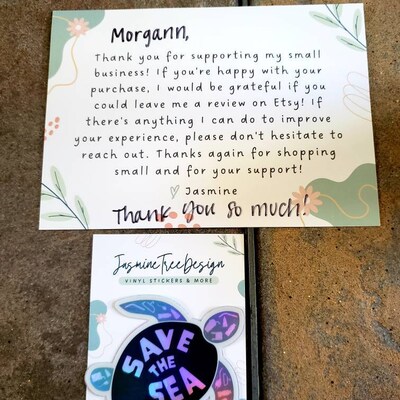 Morgann,
Thank you for supporting my small
business! If you're happy with your
purchase, I would be grateful if you
could leave me a review on Etsy! If
there's anything I can do to improve
your experience, please don't hesitate to
reach out. Thanks again for shopping
small and for your support!
Jasmine
Thank you so much!
JasmineTreeDesign
VINYL STICKERS & MORE
SAVE
THE
SEA